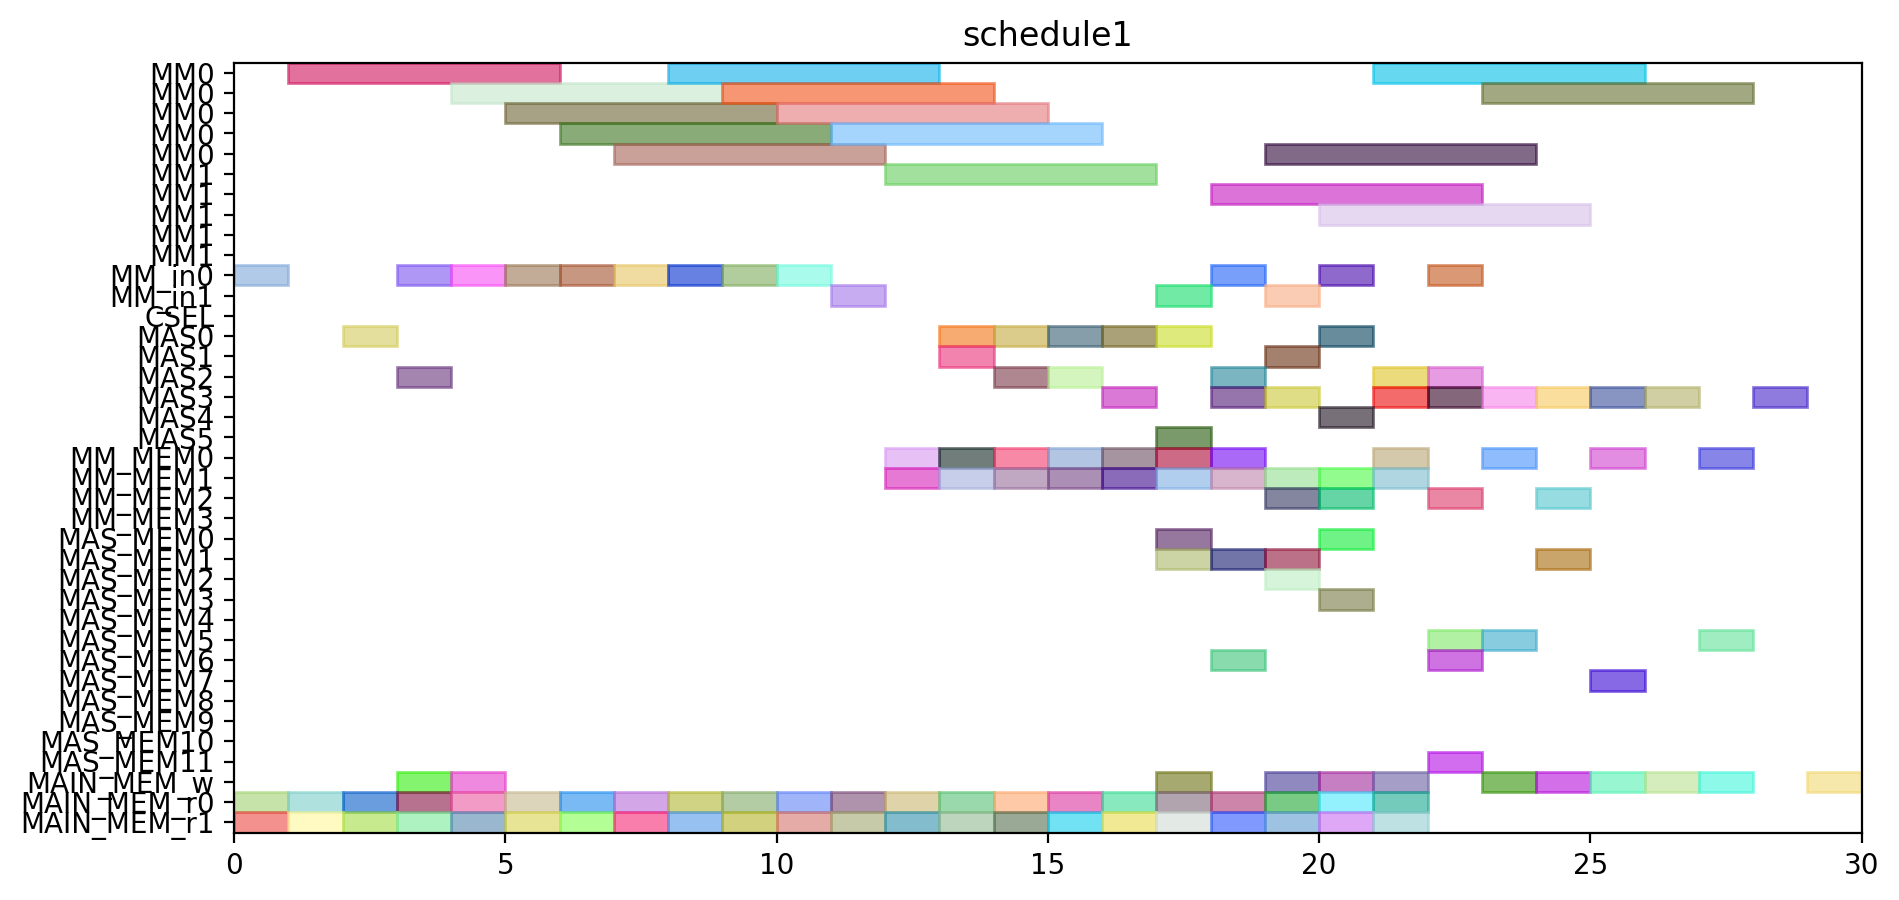 schedule1
MM0
MM0
MM0
MM0
MM0
MM1
MM1
MM1
MM1
MM1
MM_in0
MM_in1
CSEL
MAS0
MAS1
MAS2
MAS3
MAS4
MAS5
MM_MEM0
MM_MEM1
MM_MEM2
MM_MEM3
MAS_MEM0
MAS_MEM1
MAS_MEM2
MAS_MEM3
MAS_MEM4
MAS_MEM5
MAS_MEM6
MAS_MEM7
MAS_MEM8
MAS_MEM9
MAS_MEM10
MAS_MEM11
MAIN_MEM_w
MAIN_MEM_r0
MAIN_MEM_r1
0 5 10 15 20 25 30